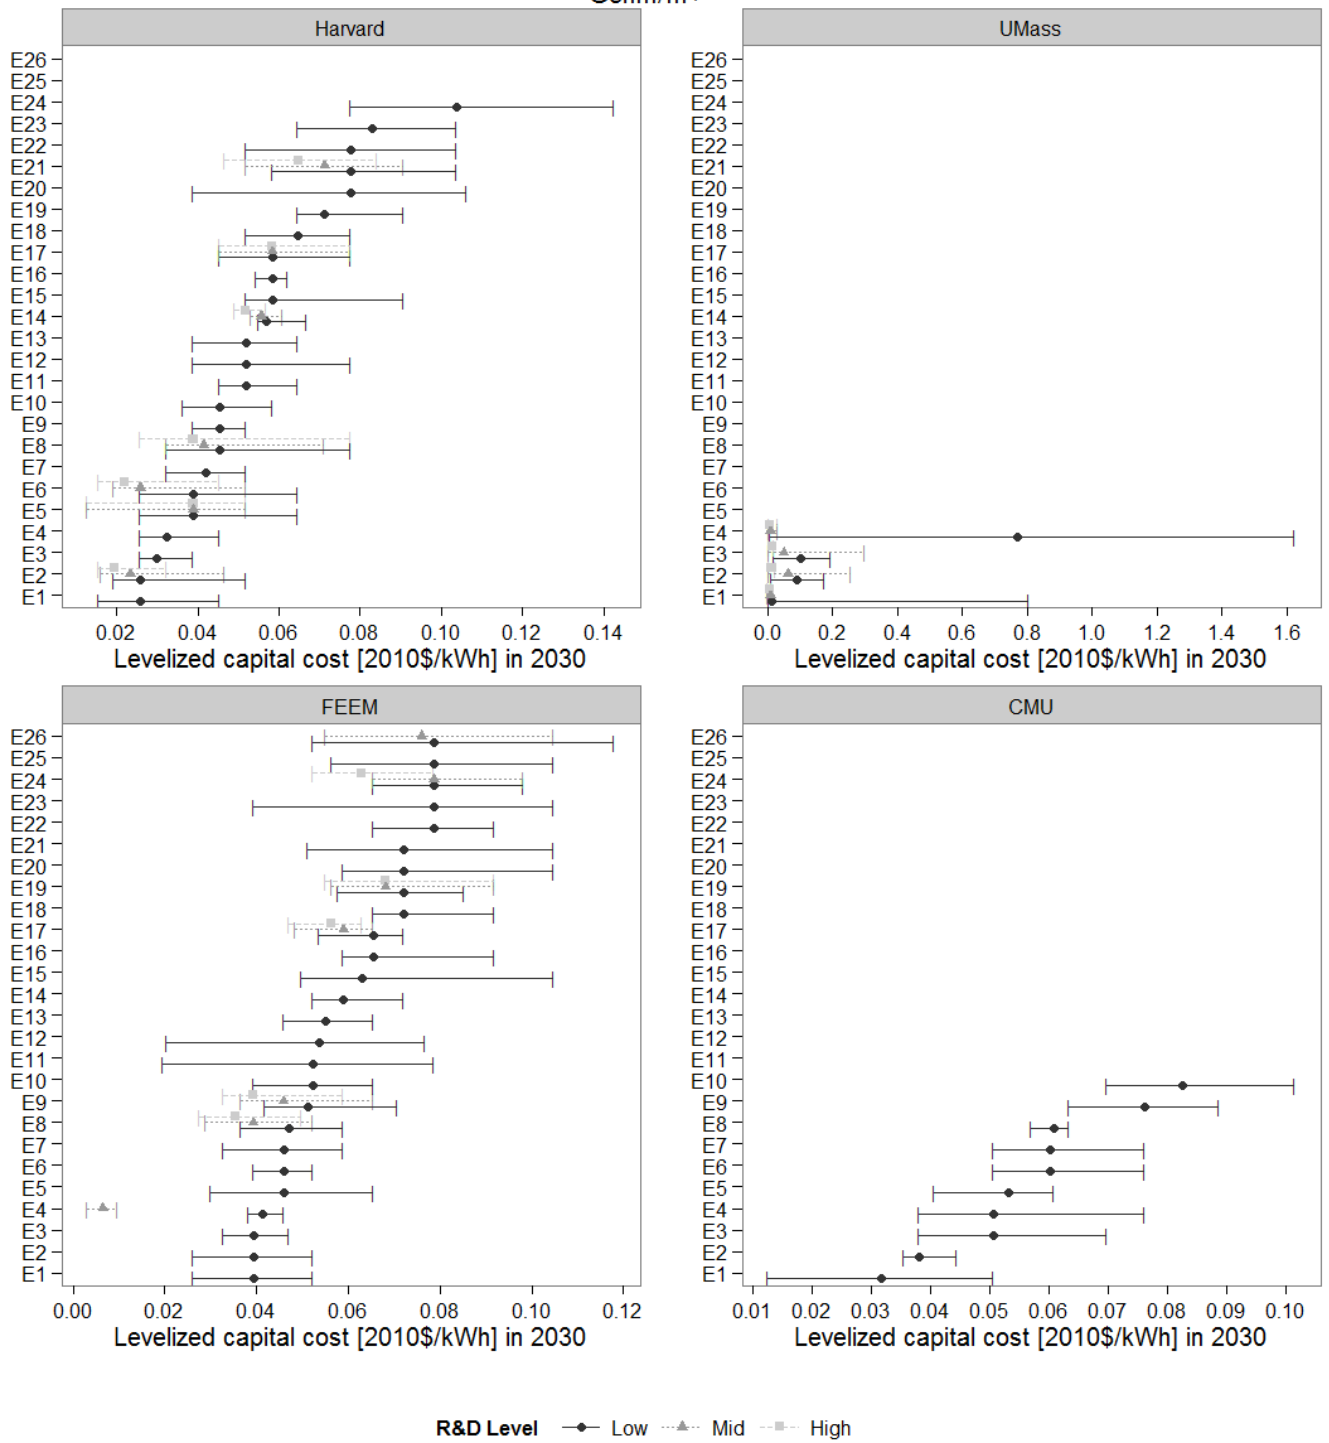 Harvard
E26
E25
E24
E23
E22
E21
E20
E19
E18
E17
E16
E15
E14
E13
E12
E11
E10
E9
E8
E7
E6
E5
E4
E3
E2
E1
0.02 0.04 0.06 0.08 0.10 0.12 0.14
Levelized capital cost [2010$/kWh] in 2030
UMass
E26
E25
E24
E23
E22
E21
E20
E19
E18
E17
E16
E15
E14
E13
E12
E11
E10
E9
E8
E7
E6
E5
E4
E3
E2
E1
0.0 0.2 0.4 0.6 0.8 1.0 1.2 1.4 1.6
Levelized capital cost [2010$/kWh] in 2030
FEEM
E26
E25
E24
E23
E22
E21
E20
E19
E18
E17
E16
E15
E14
E13
E12
E11
E10
E9
E8
E7
E6
E5
E4
E3
E2
E1
0.00 0.02 0.04 0.06 0.08 0.10 0.12
Levelized capital cost [2010$/kWh] in 2030
CMU
E26
E25
E24
E23
E22
E21
E20
E19
E18
E17
E16
E15
E14
E13
E12
E11
E10
E9
E8
E7
E6
E5
E4
E3
E2
E1
0.01 0.02 0.03 0.04 0.05 0.06 0.07 0.08 0.09 0.10
Levelized capital cost [2010$/kWh] in 2030
R&D Level Low Mid High